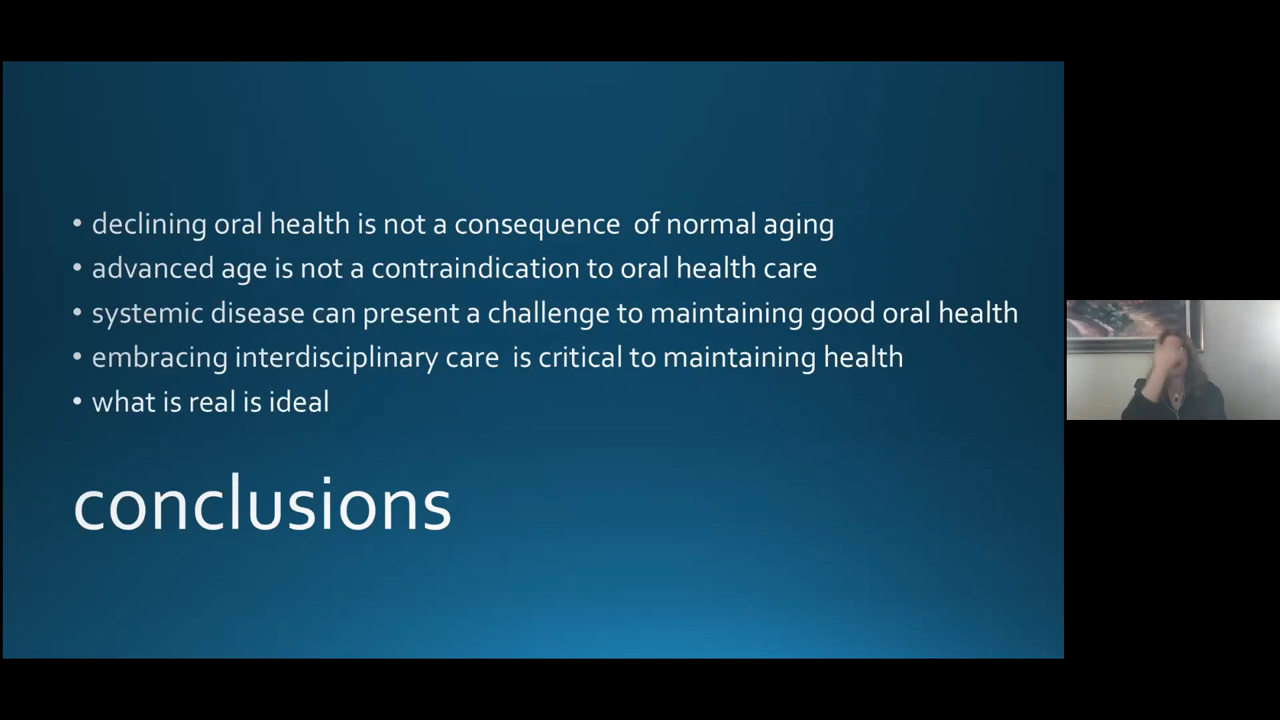 • declining oral health is not a consequence  of normal aging
• advanced age is not a contraindication to oral health care
• systemic disease can present a challenge to maintaining good oral health
• embracing interdisciplinary care  is critical to maintaining health
• what is real is ideal
conclusions